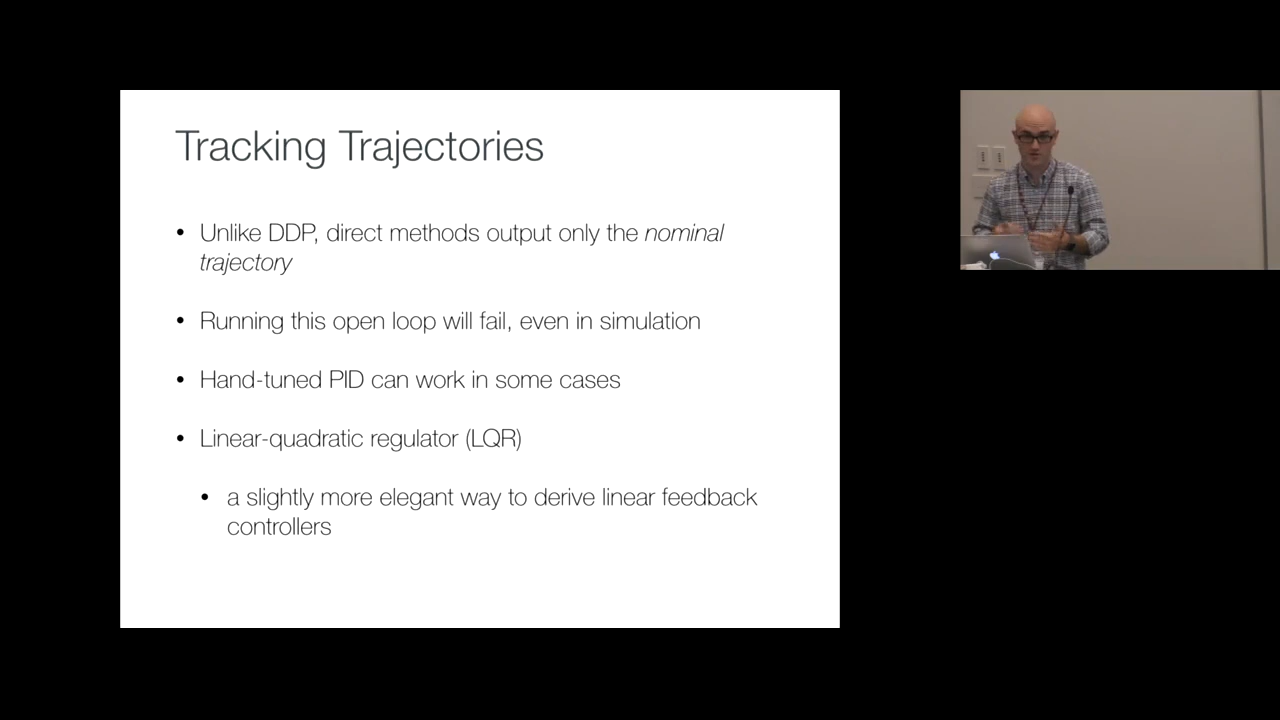 Tracking Trajectories
• Unlike DDP, direct methods output only the nominal
trajectory
• Running this open loop will fail, even in simulation
• Hand-tuned PID can work in some cases
• Linear-quadratic regulator (LQR)
• a slightly more elegant way to derive linear feedback
controllers